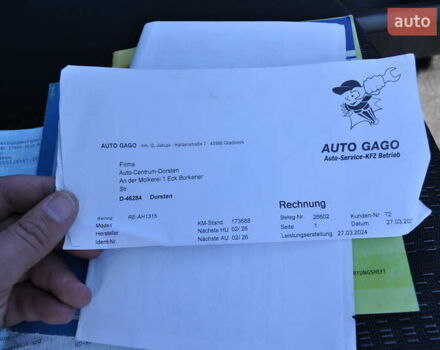 auto
AUTO GAGO
Auto-Service-KFZ Betrieb
AUTO GAGO Inh. G. Jakupi · Heidenstraße 7 · 45966 Gladbeck
Firma
Auto-Centrum-Dorsten
An der Molkerei 1 Eck Borkener
Str.
D-46284 Dorsten
Rechnung
Kennz. RE-AH1315 KM-Stand 173688 Beleg-Nr. 26602 Kunden-Nr 72
Modell Nächste HU 02/ 26 Seite 1 27.03.202
Hersteller Nächste AU 02/ 26 Leistungserstellung 27.03.2024
Ident-Nr.
RTUNGSHEFT